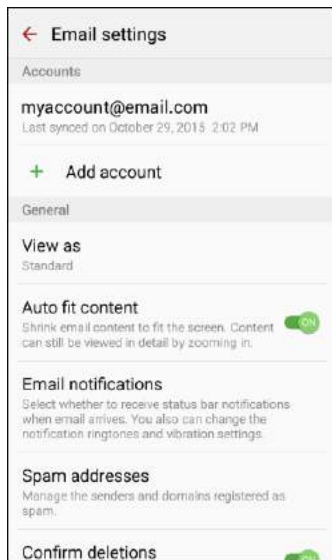 Email settings
Accounts
myaccount@email.com
Last synced on October 29, 2015 2:02 PM
+ Add account
General
View as
Standard
Auto fit content
Shrink email content to fit the screen. Content
can still be viewed in detail by zooming in.
ON
Email notifications
Select whether to receive status bar notifications
when email arrives. You also can change the
notification ringtones and vibration settings.
Spam addresses
Manage the senders and domains registered as
spam.
Confirm deletions
ON